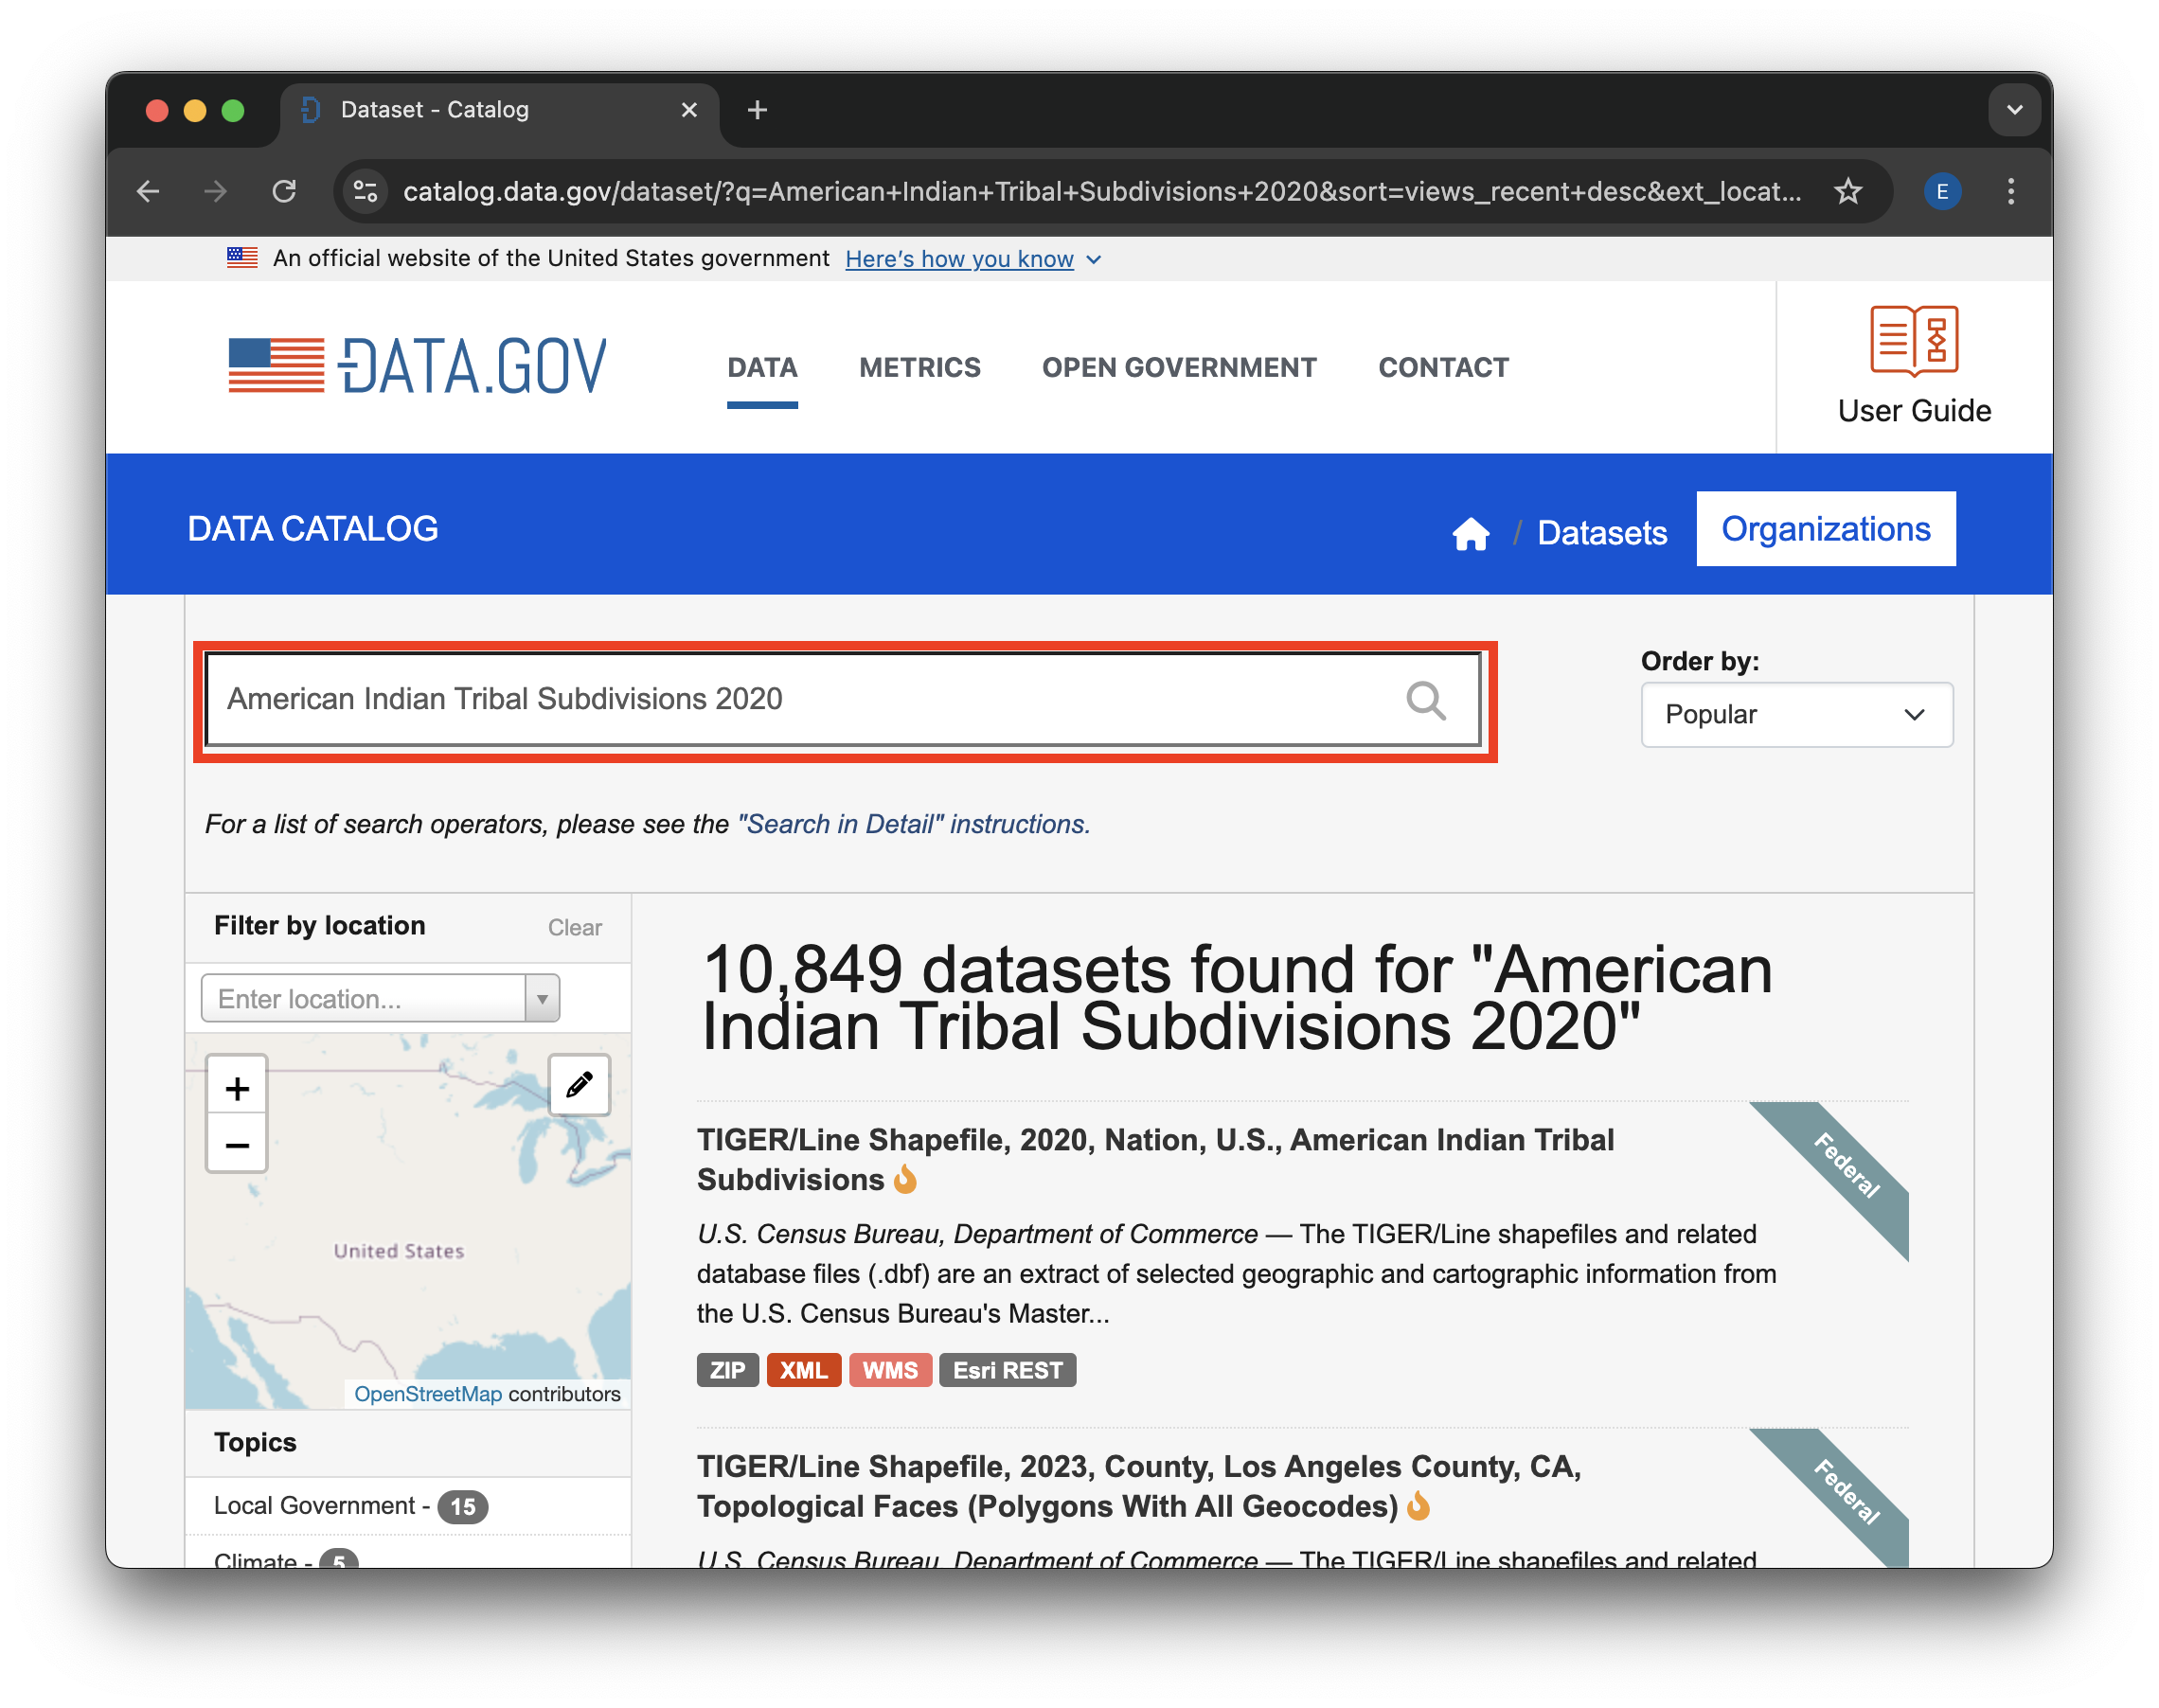 Dataset - Catalog
catalog.data.gov/dataset/?q=American+Indian+Tribal+Subdivisions+2020&sort=views_recent+desc&ext_locat...
E
An official website of the United States government Here's how you know
DATA.GOV
DATA METRICS OPEN GOVERNMENT CONTACT
User Guide
DATA CATALOG
/ Datasets Organizations
American Indian Tribal Subdivisions 2020
Order by:
Popular
For a list of search operators, please see the "Search in Detail" instructions.
Filter by location Clear
Enter location...
+
−
United States
OpenStreetMap contributors
Topics
Local Government - 15
Climate - 5
10,849 datasets found for "American
Indian Tribal Subdivisions 2020"
TIGER/Line Shapefile, 2020, Nation, U.S., American Indian Tribal
Subdivisions
Federal
U.S. Census Bureau, Department of Commerce — The TIGER/Line shapefiles and related
database files (.dbf) are an extract of selected geographic and cartographic information from
the U.S. Census Bureau's Master...
ZIP XML WMS Esri REST
TIGER/Line Shapefile, 2023, County, Los Angeles County, CA,
Topological Faces (Polygons With All Geocodes)
Federal
U.S. Census Bureau, Department of Commerce — The TIGER/Line shapefiles and related